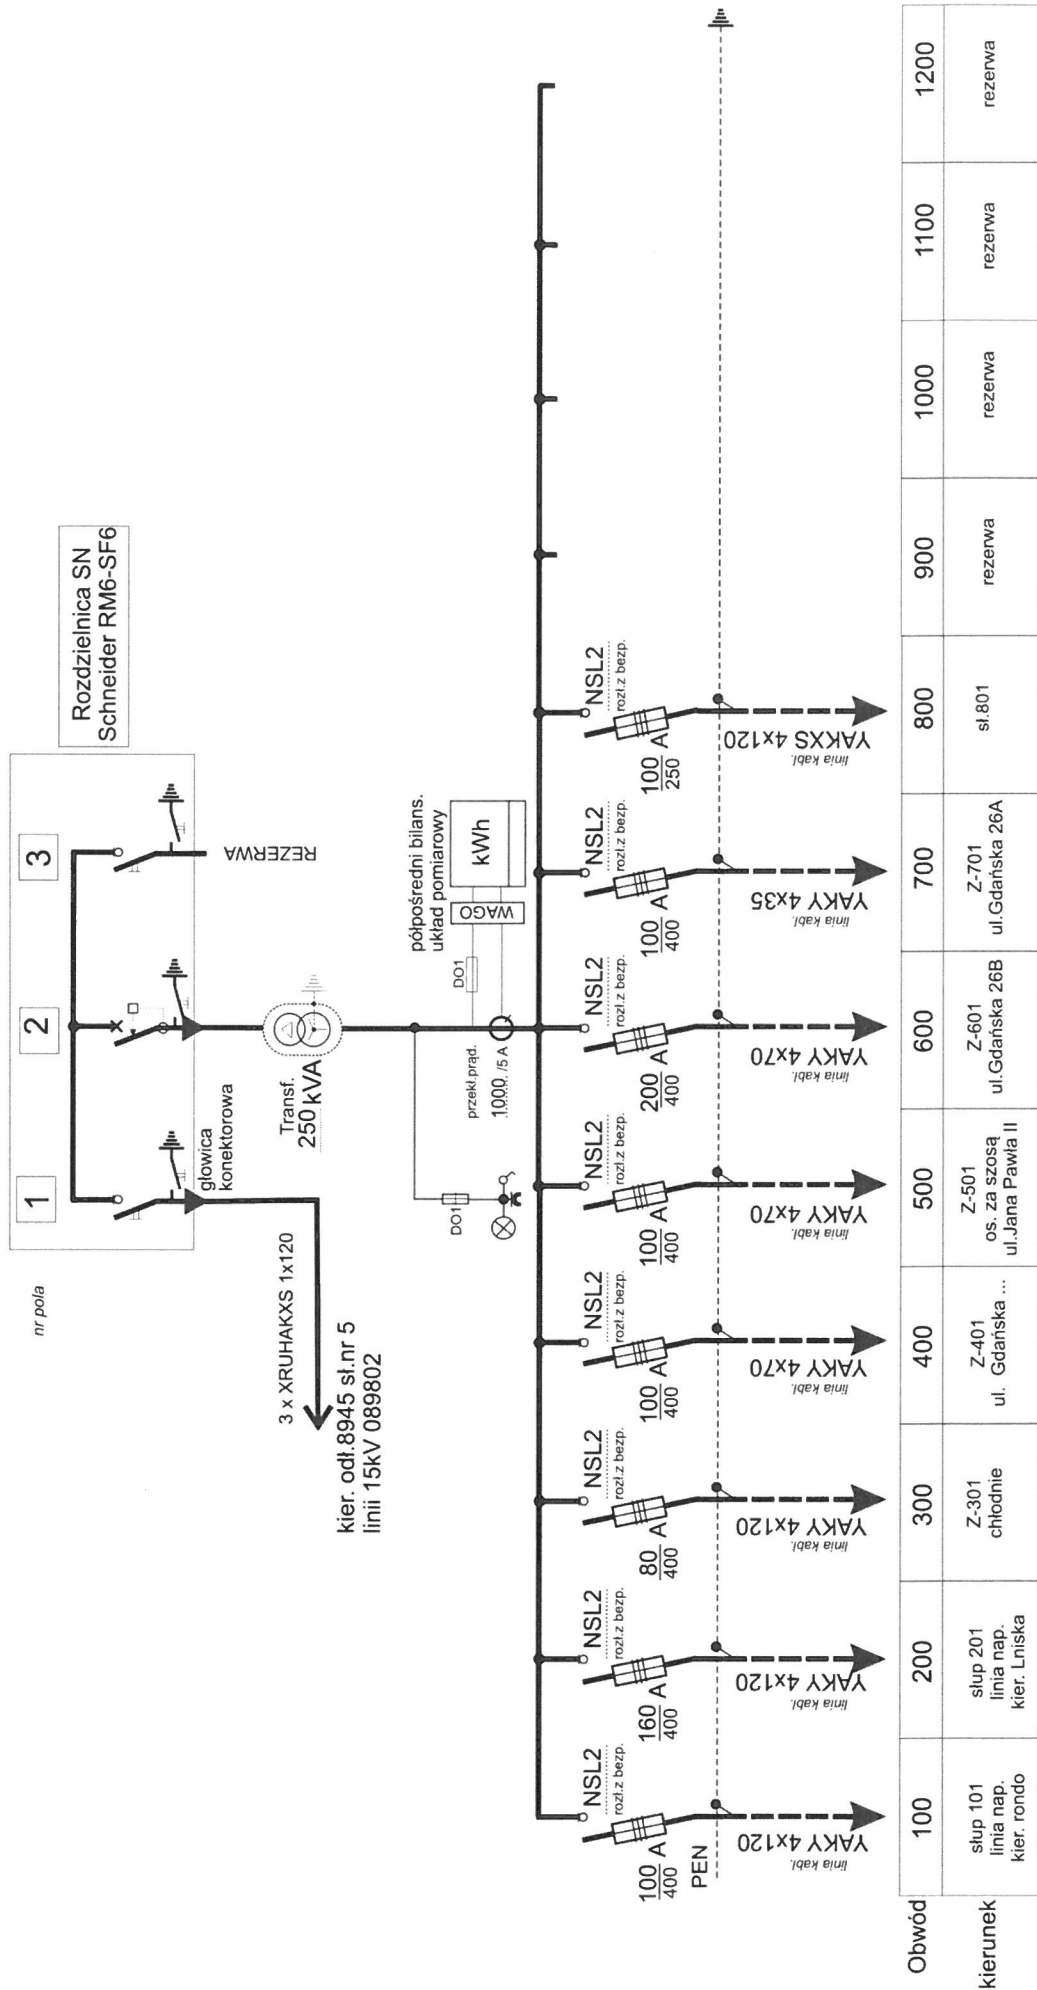 nr pola
1
2
3
Rozdzielnica SN
Schneider RM6-SF6
głowica
konektorowa
REZERWA
3 x XRUHAKXS 1x120
kier. odł.8945 sł.nr 5
linii 15kV 089802
Transf.
250 kVA
półpośredni bilans.
układ pomiarowy
DO1
WAGO
kWh
przekł.prąd.
1000 /5 A
DO1
NSL2
rozł.z bezp.
100 A
400
linia kabl.
YAKY 4x120
NSL2
rozł.z bezp.
160 A
400
linia kabl.
YAKY 4x120
NSL2
rozł.z bezp.
80 A
400
linia kabl.
YAKY 4x120
NSL2
rozł.z bezp.
100 A
400
linia kabl.
YAKY 4x70
NSL2
rozł.z bezp.
100 A
400
linia kabl.
YAKY 4x70
NSL2
rozł.z bezp.
200 A
400
linia kabl.
YAKY 4x70
NSL2
rozł.z bezp.
100 A
400
linia kabl.
YAKY 4x35
NSL2
rozł.z bezp.
100 A
250
linia kabl.
YAKXS 4x120
PEN
Obwód 100 200 300 400 500 600 700 800 900 1000 1100 1200
kierunek
słup 101
linia nap.
kier. rondo
słup 201
linia nap.
kier. Lniska
Z-301
chłodnie
Z-401
ul. Gdańska ...
Z-501
os. za szosą
ul.Jana Pawła II
Z-601
ul.Gdańska 26B
Z-701
ul.Gdańska 26A
sł.801
rezerwa
rezerwa
rezerwa
rezerwa